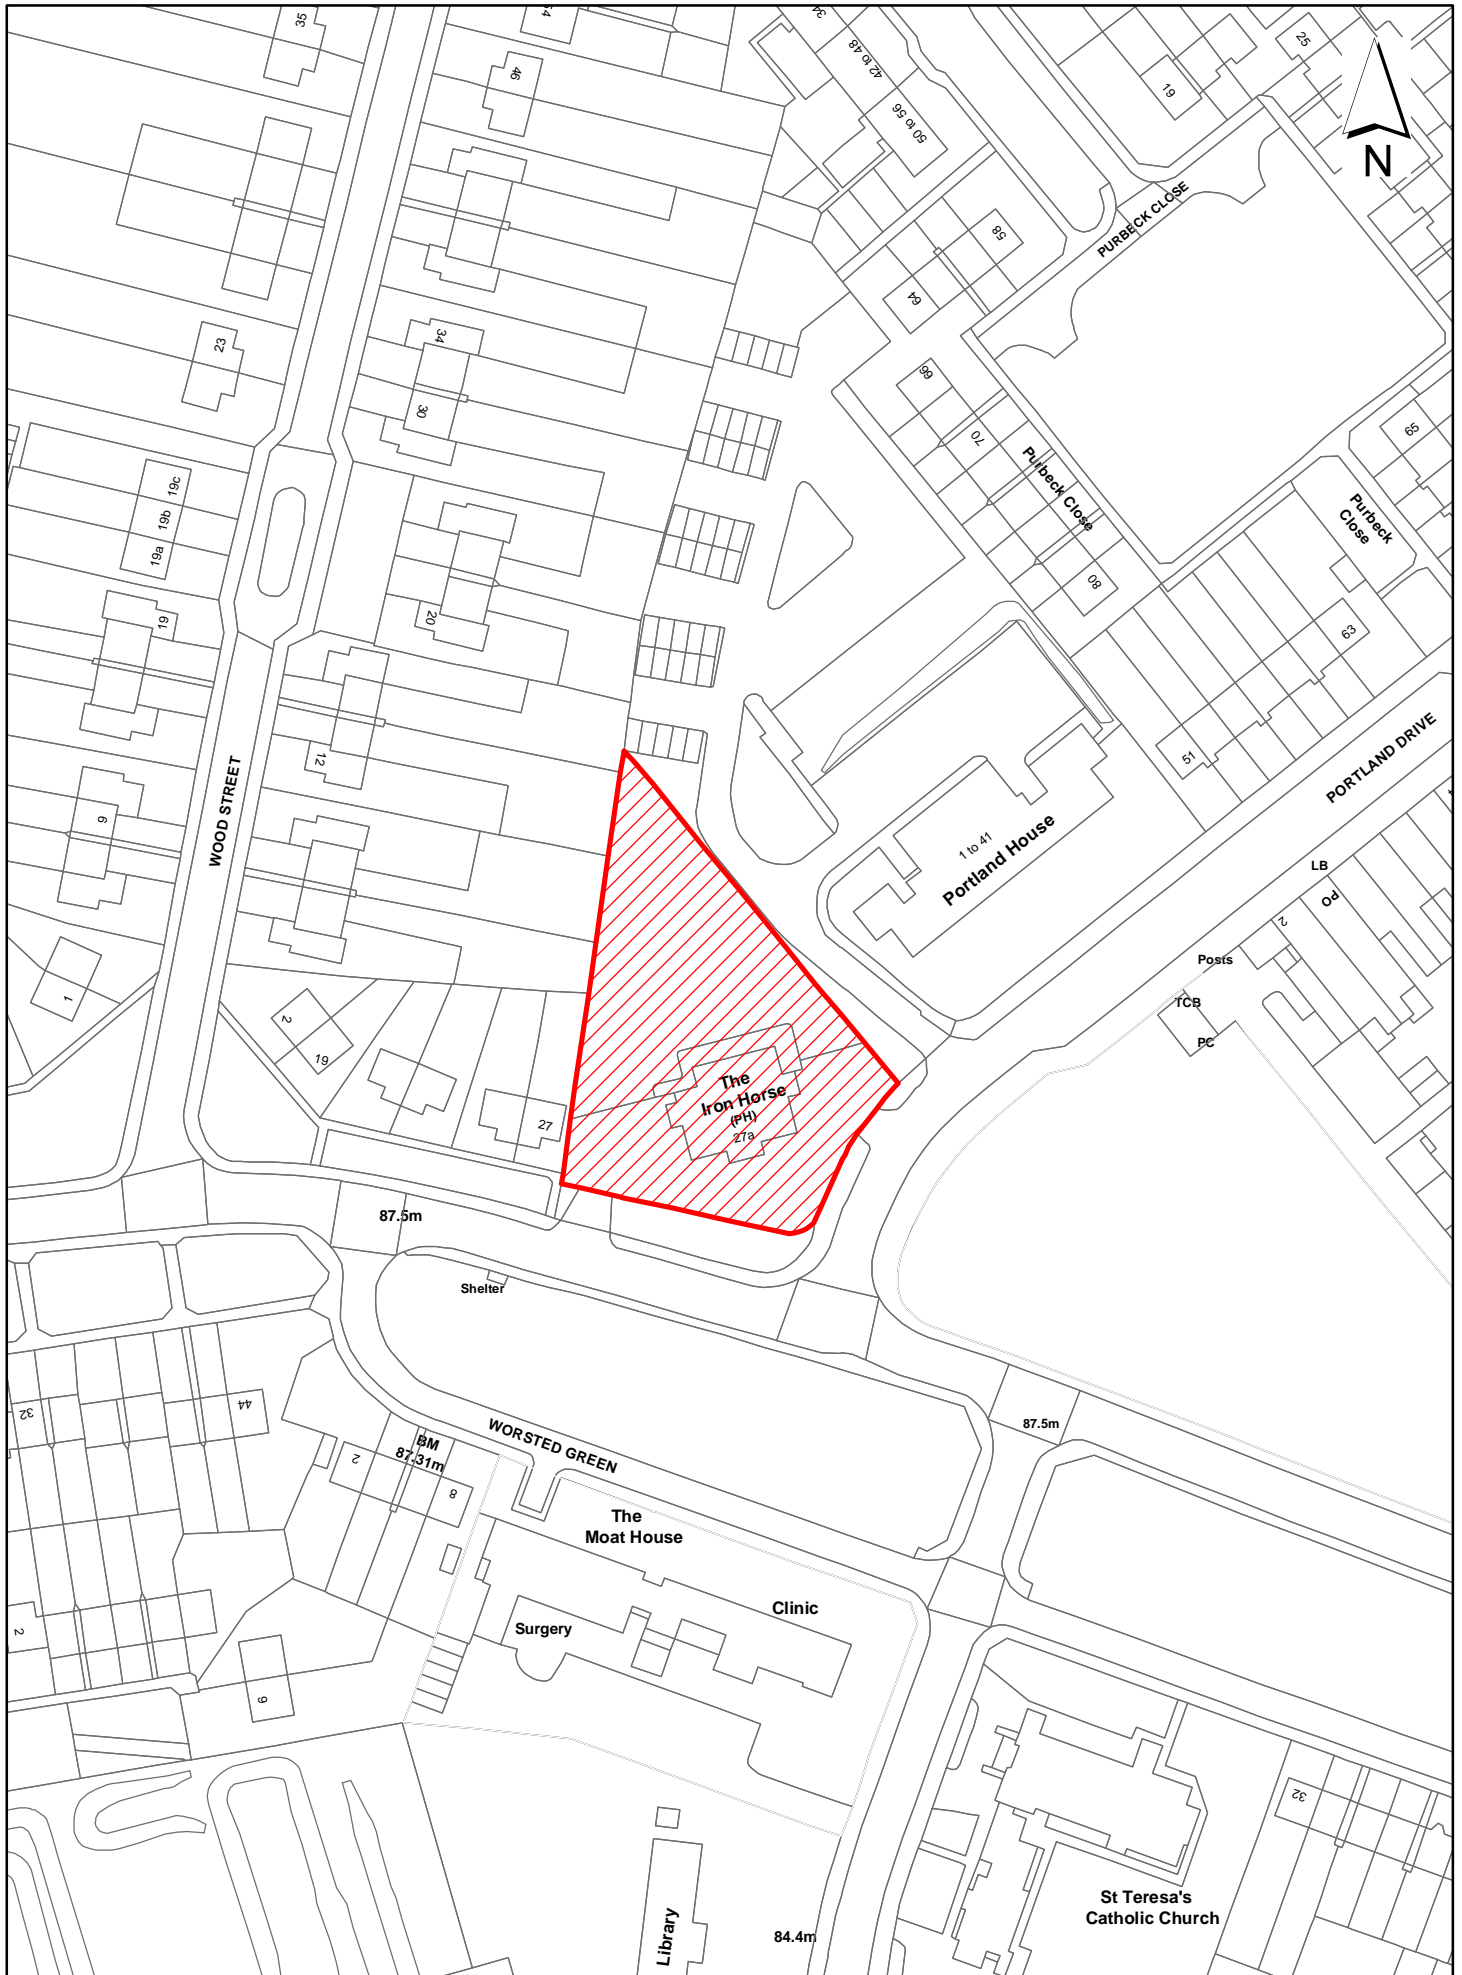 35
54
46
34
42 to 48
50 to 56
19
25
N
PURBECK CLOSE
58
64
23
34
30
66
70
Purbeck Close
65
Purbeck
Close
19c
19b
19a
80
19
20
63
12
51
PORTLAND DRIVE
WOOD STREET
9
1 to 41
Portland House
LB
PO
2
Posts
TCB
PC
1
2
19
27
The
Iron Horse
(PH)
27a
87.5m
Shelter
87.5m
32
44
WORSTED GREEN
BM
87.31m
2
8
The
Moat House
Clinic
Surgery
2
9
32
St Teresa's
Catholic Church
Library
84.4m